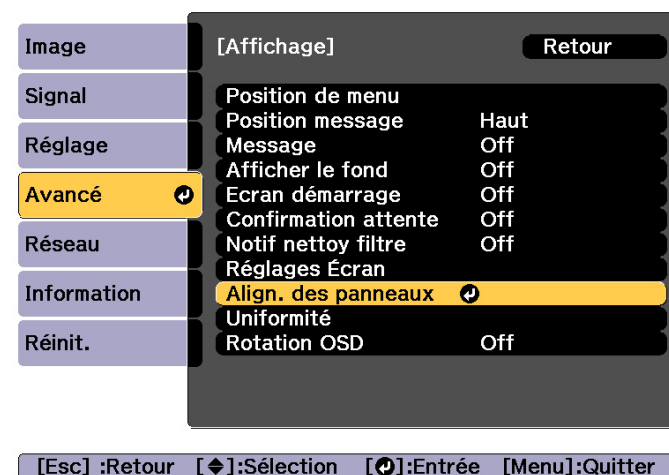 Image
Signal
Réglage
Avancé
Réseau
Information
Réinit.
[Affichage] Retour
Position de menu
Position message Haut
Message Off
Afficher le fond Off
Ecran démarrage Off
Confirmation attente Off
Notif nettoy filtre Off
Réglages Écran
Align. des panneaux
Uniformité
Rotation OSD Off
[Esc] :Retour [◆]:Sélection [↵]:Entrée [Menu]:Quitter